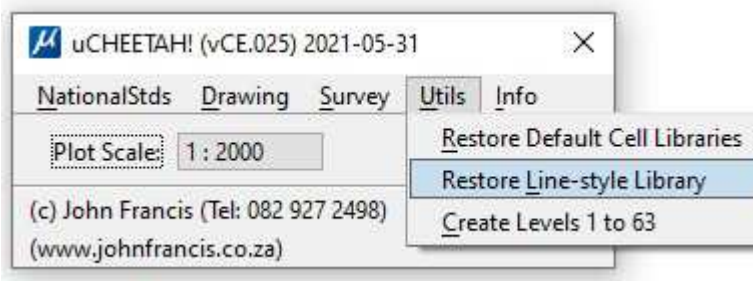 uCHEETAH! (vCE.025) 2021-05-31
NationalStds Drawing Survey Utils Info
Plot Scale: 1 : 2000
Restore Default Cell Libraries
Restore Line-style Library
Create Levels 1 to 63
(c) John Francis (Tel: 082 927 2498)
(www.johnfrancis.co.za)